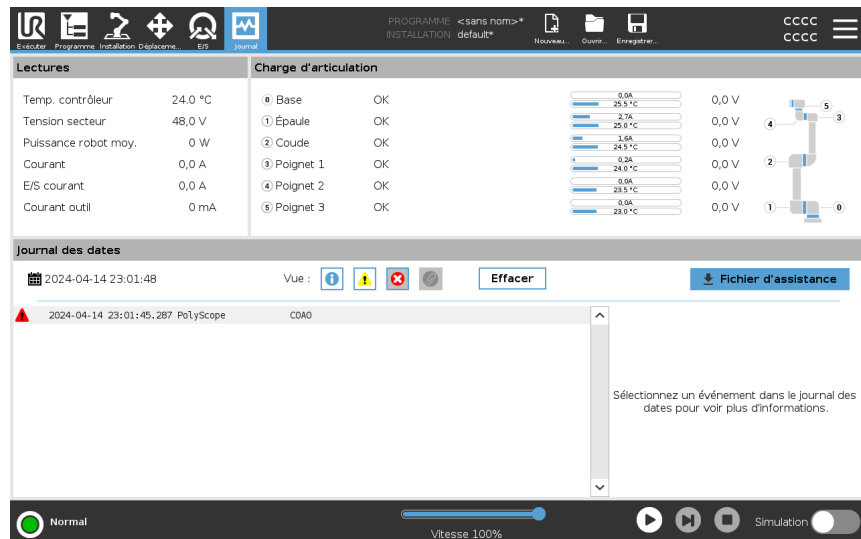 PROGRAMME <sans nom>*
INSTALLATION default*
CCCC
CCCC
Exécuter Programme Installation Déplaceme... E/S Journal
Nouveau... Ouvrir... Enregistrer...
Lectures
Charge d'articulation
Temp. contrôleur 24.0 °C
Tension secteur 48,0 V
Puissance robot moy. 0 W
Courant 0,0 A
E/S courant 0,0 A
Courant outil 0 mA
0 Base OK 0,0A 25.5 °C 0,0 V
1 Épaule OK 2,7A 25.0 °C 0,0 V
2 Coude OK 1,6A 24.5 °C 0,0 V
3 Poignet 1 OK 0,2A 24.0 °C 0,0 V
4 Poignet 2 OK 0,0A 23.5 °C 0,0 V
5 Poignet 3 OK 0,0A 23.0 °C 0,0 V
5
4 3
2
1 0
Journal des dates
2024-04-14 23:01:48 Vue : Effacer Fichier d'assistance
2024-04-14 23:01:45.287 PolyScope C0A0
Sélectionnez un événement dans le journal des
dates pour voir plus d'informations.
Normal
Vitesse 100%
Simulation